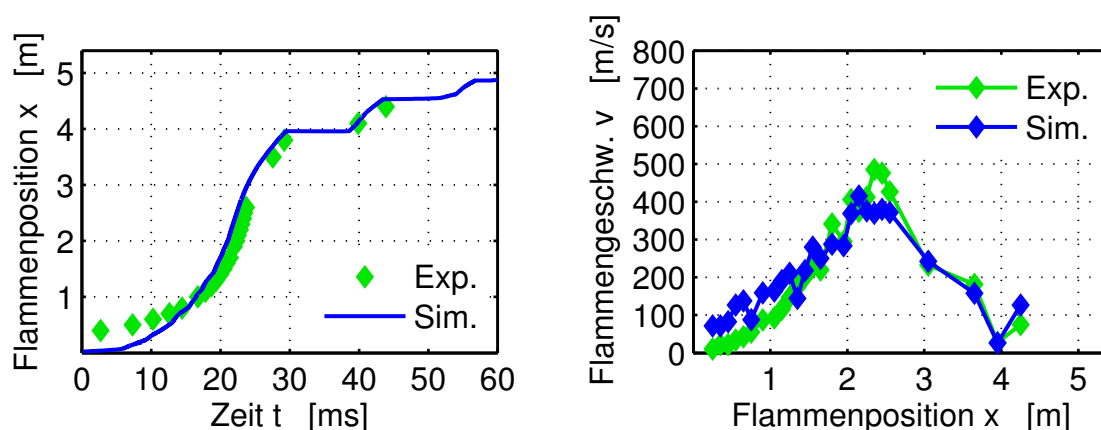 Flammenposition x [m]
5
4
3
2
1
0 10 20 30 40 50 60
Zeit t [ms]
Exp.
Sim.
Flammengeschw. v [m/s]
800
700
600
500
400
300
200
100
0
1 2 3 4 5
Flammenposition x [m]
Exp.
Sim.